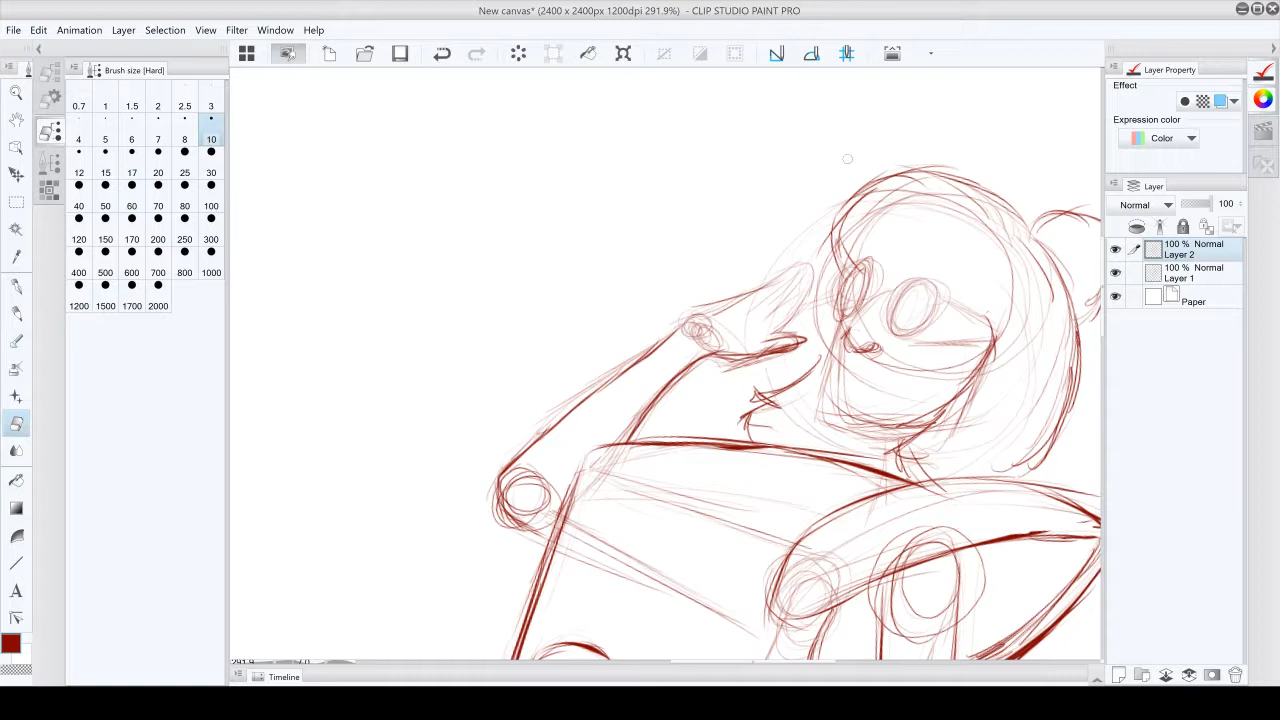 New canvas* (2400 x 2400px 1200dpi 291.9%) - CLIP STUDIO PAINT PRO
File Edit Animation Layer Selection View Filter Window Help
Brush size [Hard]
0.7 1 1.5 2 2.5 3
4 5 6 7 8 10
12 15 17 20 25 30
40 50 60 70 80 100
120 150 170 200 250 300
400 500 600 700 800 1000
1200 1500 1700 2000
Layer Property
Effect
Expression color
Color
Layer
Normal 100
100 % Normal
Layer 2
100 % Normal
Layer 1
Paper
Timeline